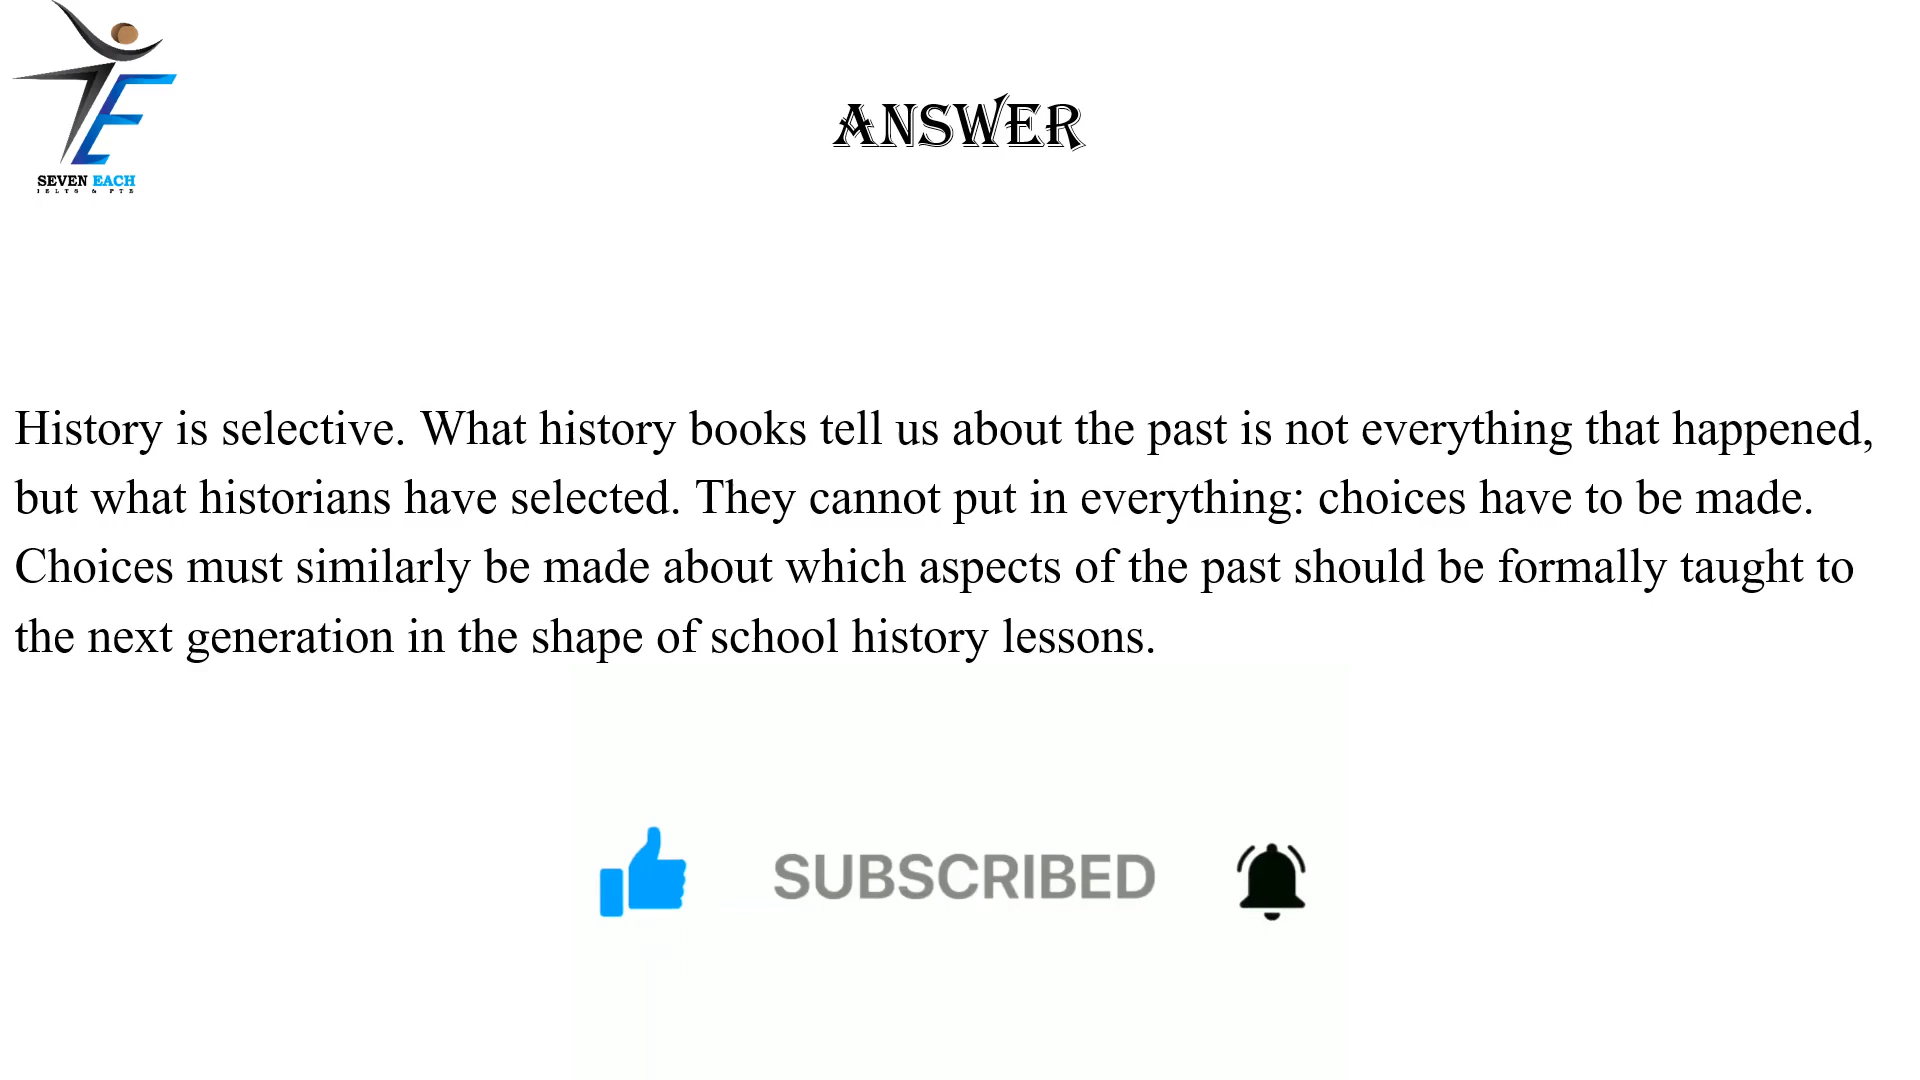 SEVEN EACH
IELTS & PTE
ANSWER
History is selective. What history books tell us about the past is not everything that happened,
but what historians have selected. They cannot put in everything: choices have to be made.
Choices must similarly be made about which aspects of the past should be formally taught to
the next generation in the shape of school history lessons.
SUBSCRIBED